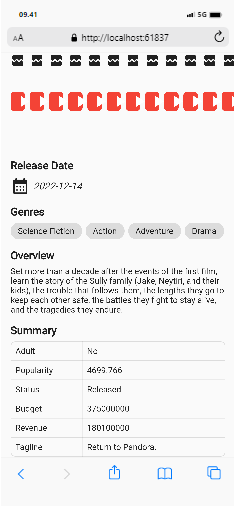 09.41
5G
AA
http://localhost:61837
Release Date
2022-12-14
Genres
Science Fiction
Action
Adventure
Drama
Overview
Set more than a decade after the events of the first film,
learn the story of the Sully family (Jake, Neytiri, and their
kids), the trouble that follows them, the lengths they go to
keep each other safe, the battles they fight to stay alive,
and the tragedies they endure.
Summary
Adult No
Popularity 4699.766
Status Released
Budget 375000000
Revenue 180100000
Tagline Return to Pandora.